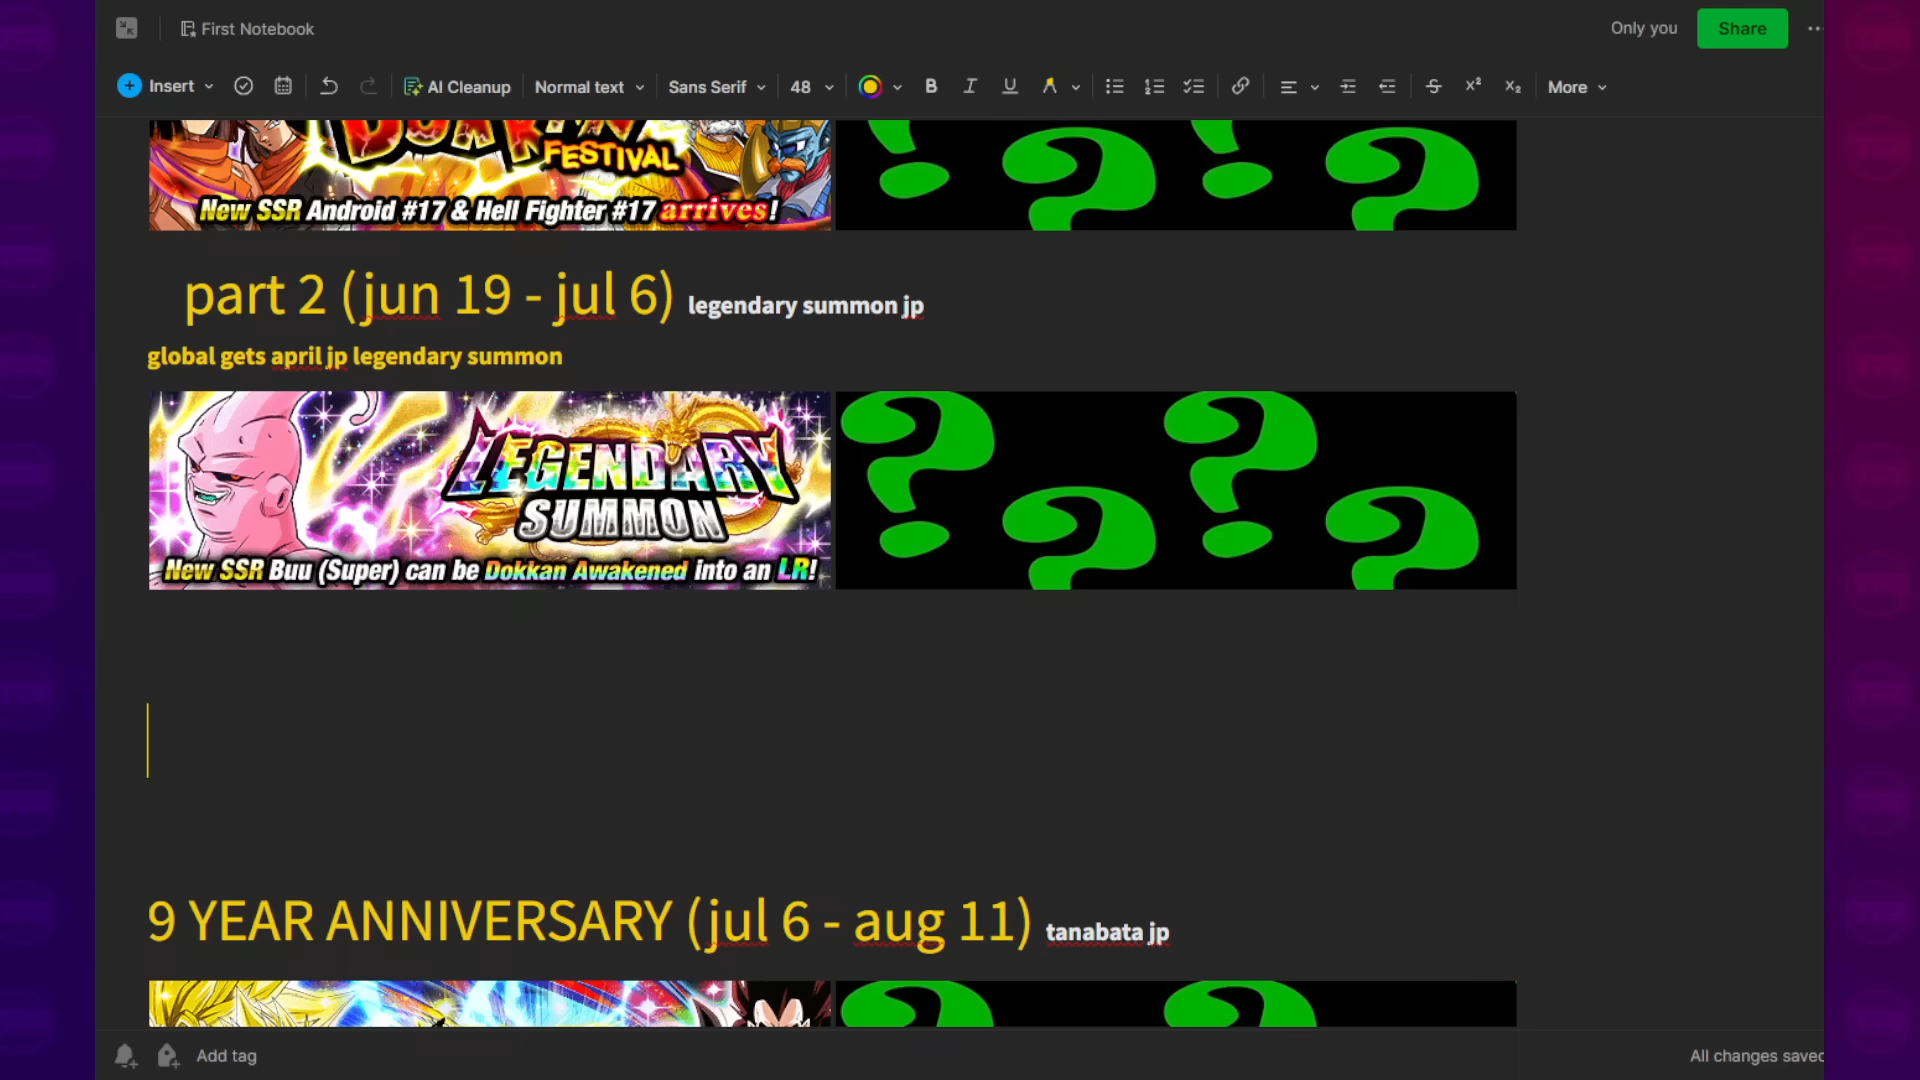 First Notebook
Only you
Share
Insert
AI Cleanup
Normal text
Sans Serif
48
B I U
More
FESTIVAL
New SSR Android #17 & Hell Fighter #17 arrives!
part 2 (jun 19 - jul 6) legendary summon jp
global gets april jp legendary summon
LEGENDARY
SUMMON
New SSR Buu (Super) can be Dokkan Awakened into an LR!
9 YEAR ANNIVERSARY (jul 6 - aug 11) tanabata jp
Add tag
All changes saved